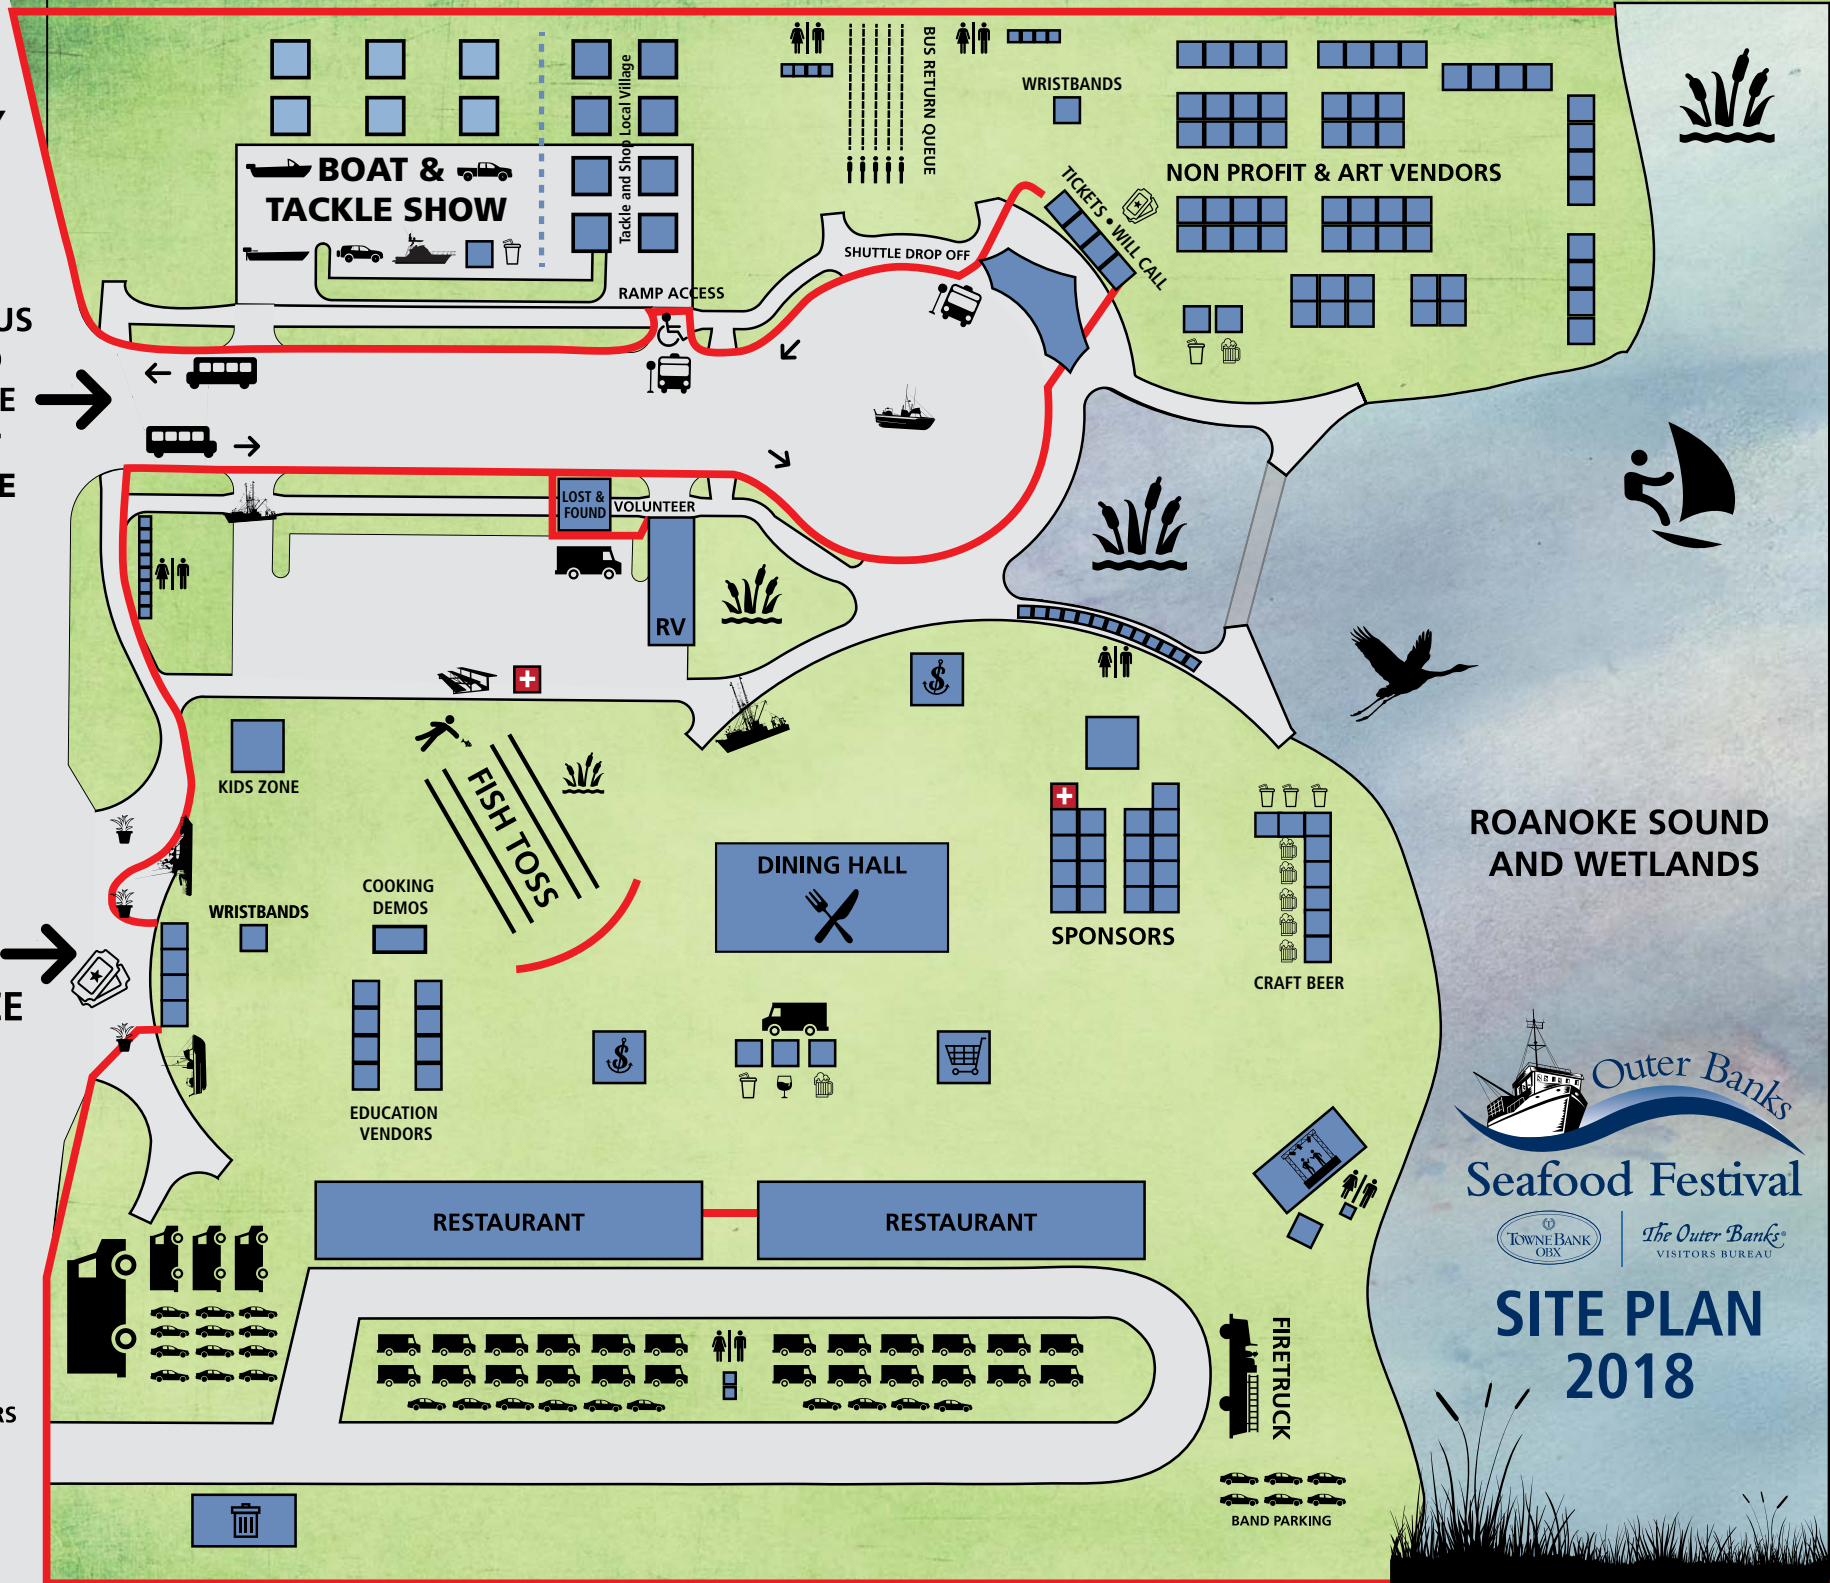 BUS RETURN QUEUE
WRISTBANDS
Tackle and Shop Local Village
BOAT &
TACKLE SHOW
NON PROFIT & ART VENDORS
TICKETS • WILL CALL
SHUTTLE DROP OFF
RAMP ACCESS
US
E
E
LOST &
FOUND
VOLUNTEER
RV
KIDS ZONE
FISH TOSS
COOKING
DEMOS
WRISTBANDS
DINING HALL
SPONSORS
CRAFT BEER
ROANOKE SOUND
AND WETLANDS
EDUCATION
VENDORS
Outer Banks
Seafood Festival
TOWNEBANK
OBX
The Outer Banks®
VISITORS BUREAU
SITE PLAN
2018
RESTAURANT
RESTAURANT
FIRETRUCK
RS
BAND PARKING